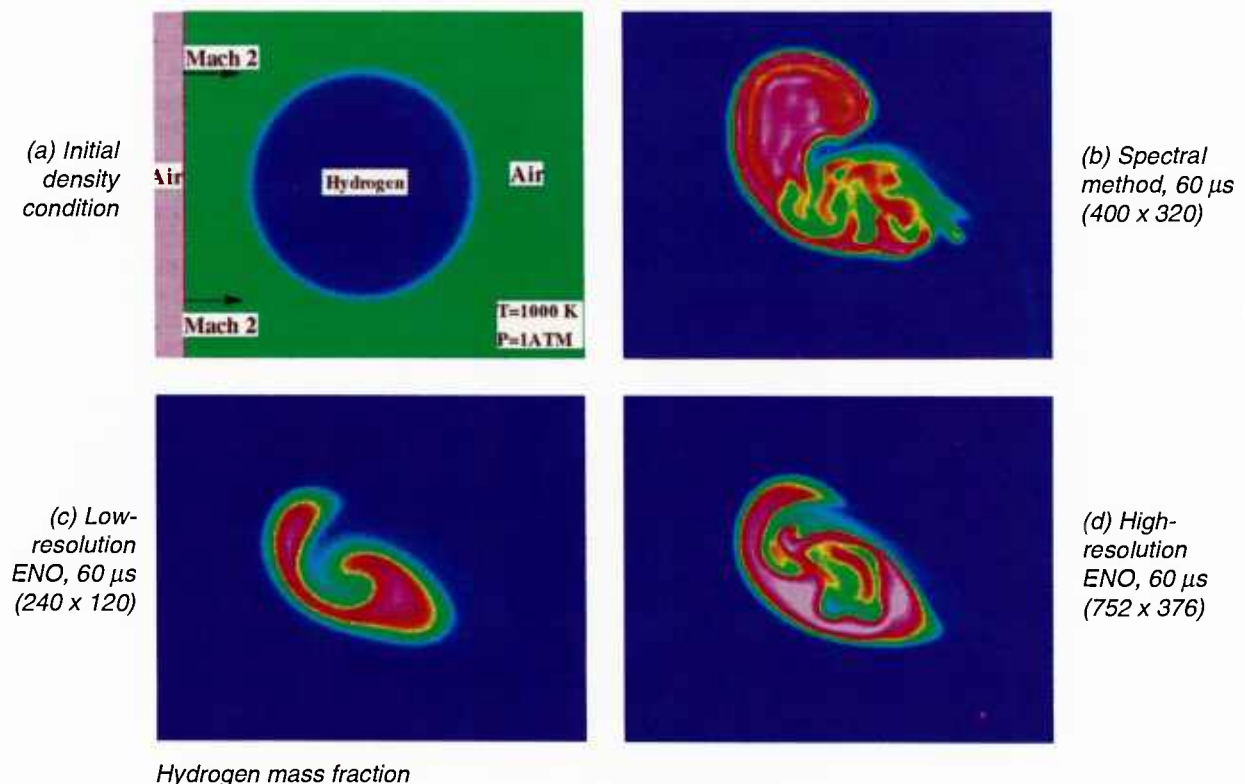 (a) Initial
density
condition
Mach 2
Air
Hydrogen
Air
Mach 2
T=1000 K
P=1ATM
(b) Spectral
method, 60 μs
(400 x 320)
(c) Low-
resolution
ENO, 60 μs
(240 x 120)
(d) High-
resolution
ENO, 60 μs
(752 x 376)
Hydrogen mass fraction